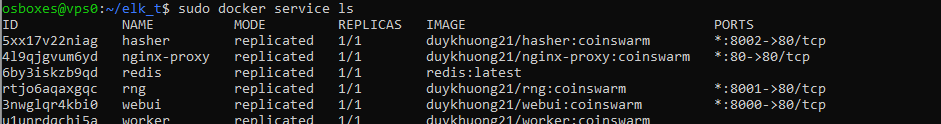 osboxes@vps0:~/elk_t$ sudo docker service ls
ID NAME MODE REPLICAS IMAGE PORTS
5xx17v22niag hasher replicated 1/1 duykhuong21/hasher:coinswarm *:8002->80/tcp
4l9qjgvum6yd nginx-proxy replicated 1/1 duykhuong21/nginx-proxy:coinswarm *:80->80/tcp
6by3iskzb9qd redis replicated 1/1 redis:latest
rtjo6aqaxgqc rng replicated 1/1 duykhuong21/rng:coinswarm *:8001->80/tcp
3nwglqr4kbi0 webui replicated 1/1 duykhuong21/webui:coinswarm *:8000->80/tcp
u1unrdqchj5a worker replicated 1/1 duykhuong21/worker:coinswarm